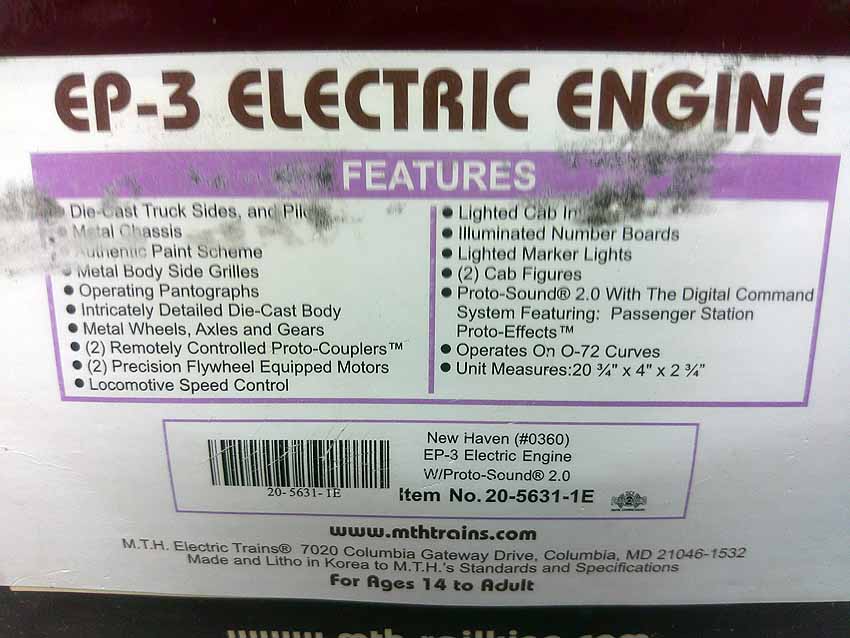 EP-3 ELECTRIC ENGINE
FEATURES
Die-Cast Truck Sides, and
Metal Chassis
Authentic Paint Scheme
Metal Body Side Grilles
• Operating Pantographs
• Intricately Detailed Die-Cast Body
• Metal Wheels, Axles and Gears
• (2) Remotely Controlled Proto-Couplers™
• (2) Precision Flywheel Equipped Motors
• Locomotive Speed Control
• Lighted Cab
• Illuminated Number Boards
• Lighted Marker Lights
• (2) Cab Figures
• Proto-Sound® 2.0 With The Digital Command
System Featuring: Passenger Station
Proto-Effects™
• Operates On O-72 Curves
• Unit Measures:20 ¾" x 4" x 2 ¾"
20-5631-1E
New Haven (#0360)
EP-3 Electric Engine
W/Proto-Sound® 2.0
Item No. 20-5631-1E
www.mthtrains.com
M.T.H. Electric Trains® 7020 Columbia Gateway Drive, Columbia, MD 21046-1532
Made and Litho in Korea to M.T.H.'s Standards and Specifications
For Ages 14 to Adult